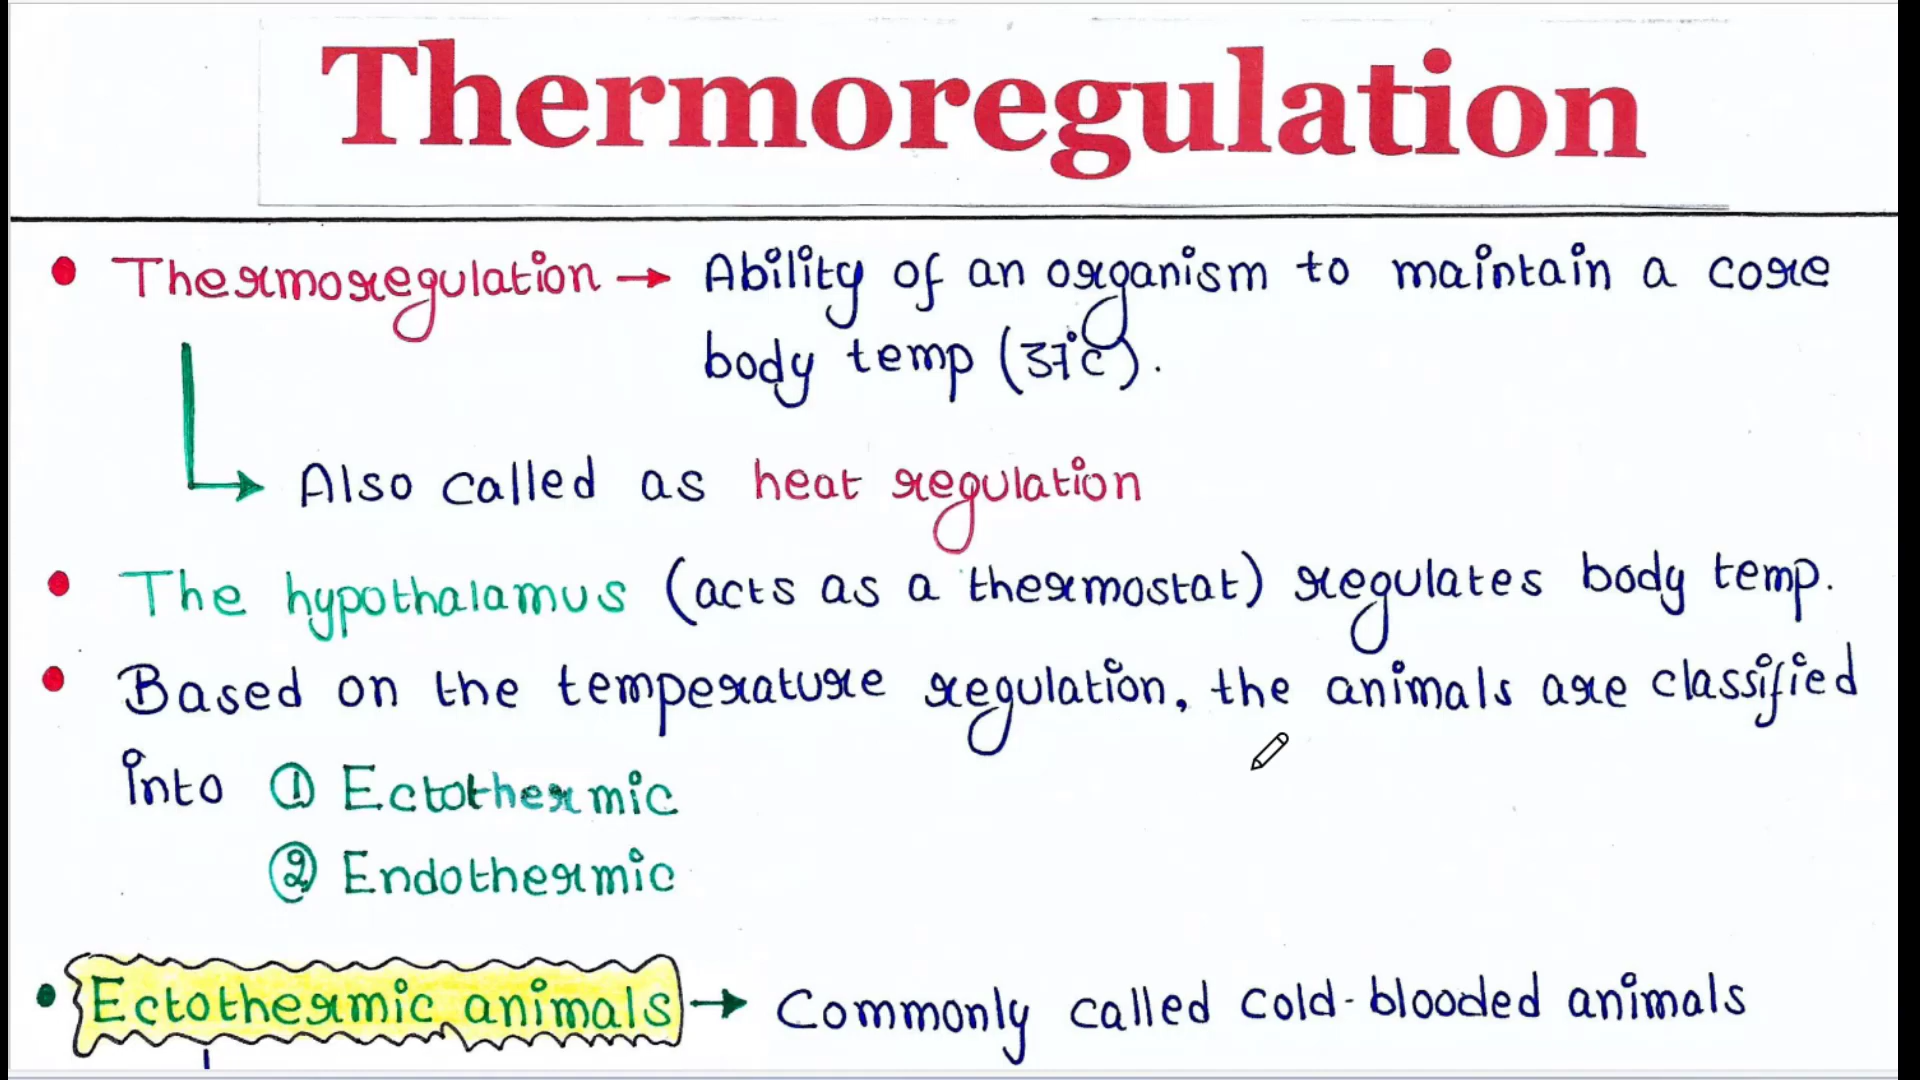 Thermoregulation
• Thermoregulation → Ability of an organism to maintain a core
body temp (37°C).
→ Also called as heat regulation
• The hypothalamus (acts as a thermostat) regulates body temp.
• Based on the temperature regulation, the animals are classified
into ① Ectothermic
② Endothermic
• Ectothermic animals → Commonly called cold-blooded animals